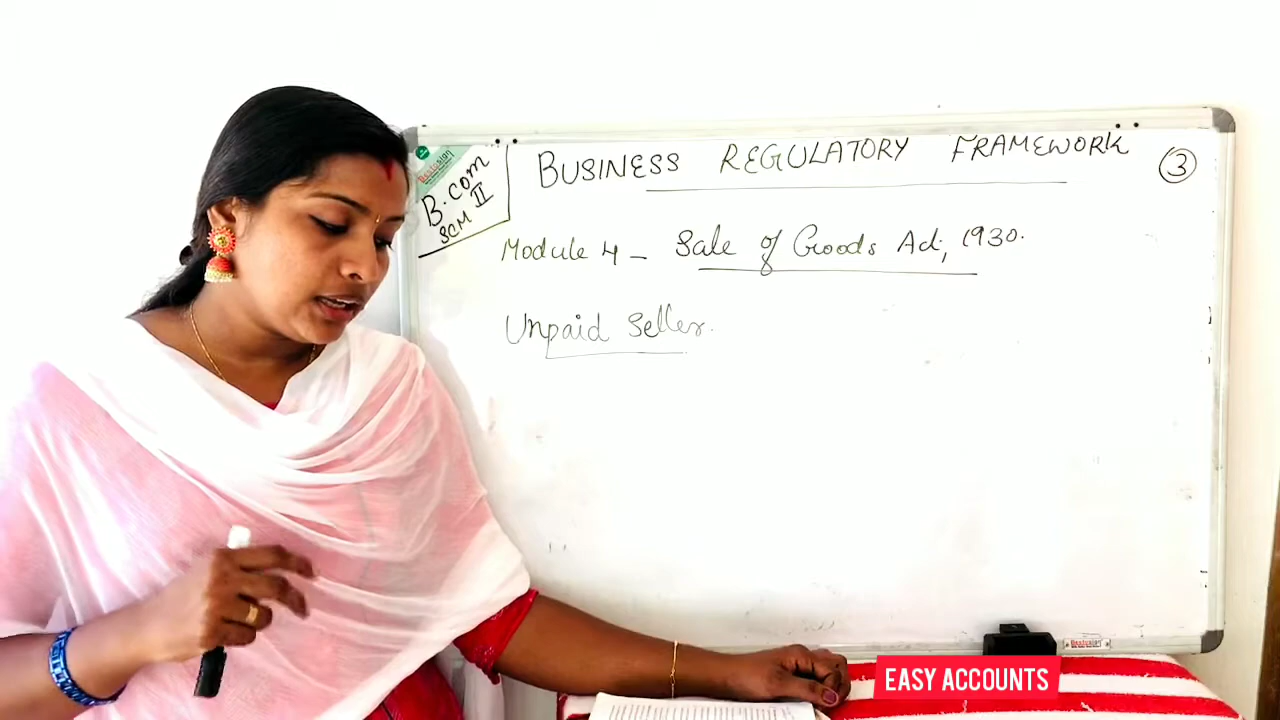 BUSINESS REGULATORY FRAMEWORK
3
B.com
SEM II
Module 4 - Sale of Goods Act, 1930.
Unpaid Seller.
EASY ACCOUNTS